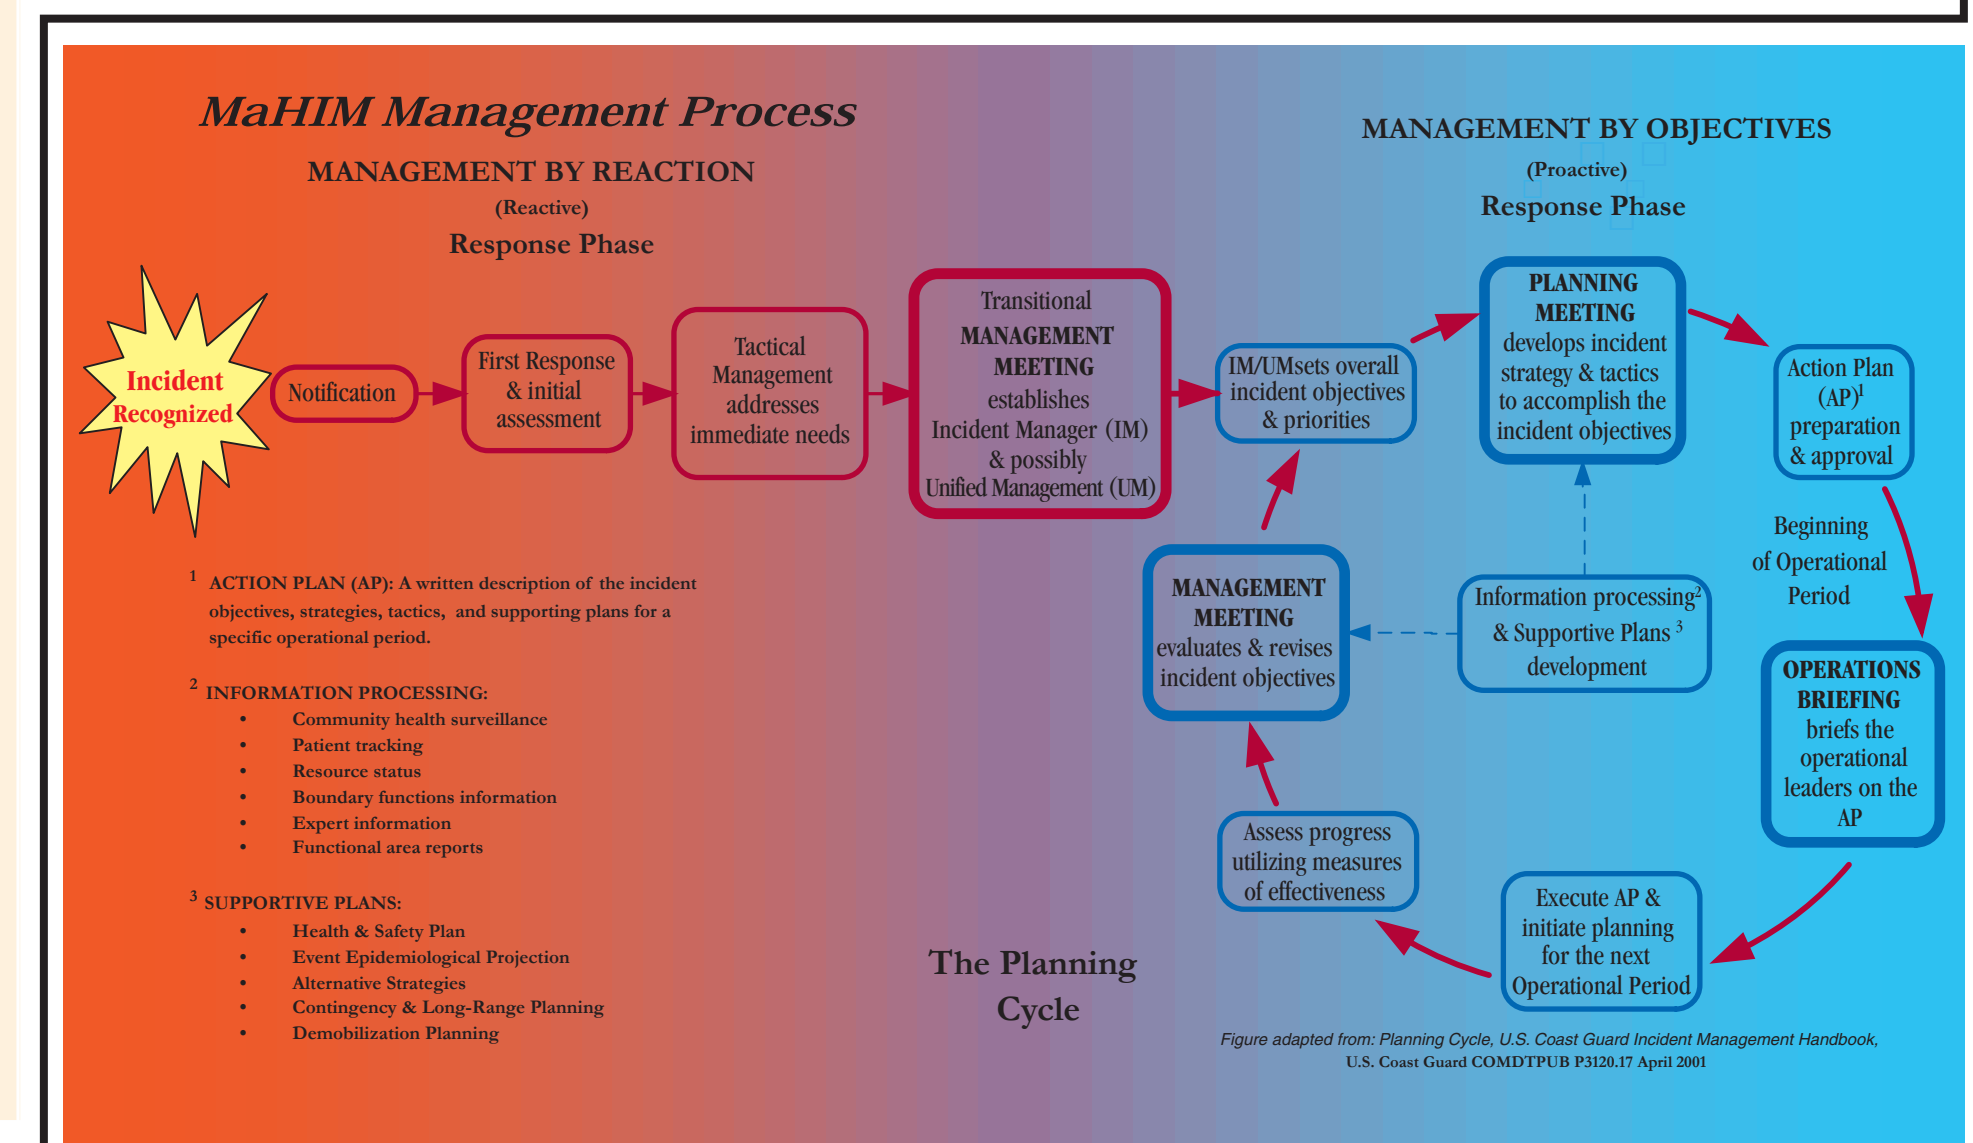 MaHIM Management Process
MANAGEMENT BY REACTION
(Reactive)
Response Phase
MANAGEMENT BY OBJECTIVES
(Proactive)
Response Phase
Incident
Recognized
Notification
First Response
& initial
assessment
Tactical
Management
addresses
immediate needs
Transitional
MANAGEMENT
MEETING
establishes
Incident Manager (IM)
& possibly
Unified Management (UM)
IM/UMsets overall
incident objectives
& priorities
PLANNING
MEETING
develops incident
strategy & tactics
to accomplish the
incident objectives
Action Plan
(AP)1
preparation
& approval
Beginning
of Operational
Period
OPERATIONS
BRIEFING
briefs the
operational
leaders on the
AP
Execute AP &
initiate planning
for the next
Operational Period
Assess progress
utilizing measures
of effectiveness
MANAGEMENT
MEETING
evaluates & revises
incident objectives
Information processing2
& Supportive Plans 3
development
1 ACTION PLAN (AP): A written description of the incident
objectives, strategies, tactics, and supporting plans for a
specific operational period.
2 INFORMATION PROCESSING:
• Community health surveillance
• Patient tracking
• Resource status
• Boundary functions information
• Expert information
• Functional area reports
3 SUPPORTIVE PLANS:
• Health & Safety Plan
• Event Epidemiological Projection
• Alternative Strategies
• Contingency & Long-Range Planning
• Demobilization Planning
The Planning
Cycle
Figure adapted from: Planning Cycle, U.S. Coast Guard Incident Management Handbook,
U.S. Coast Guard COMDTPUB P3120.17 April 2001